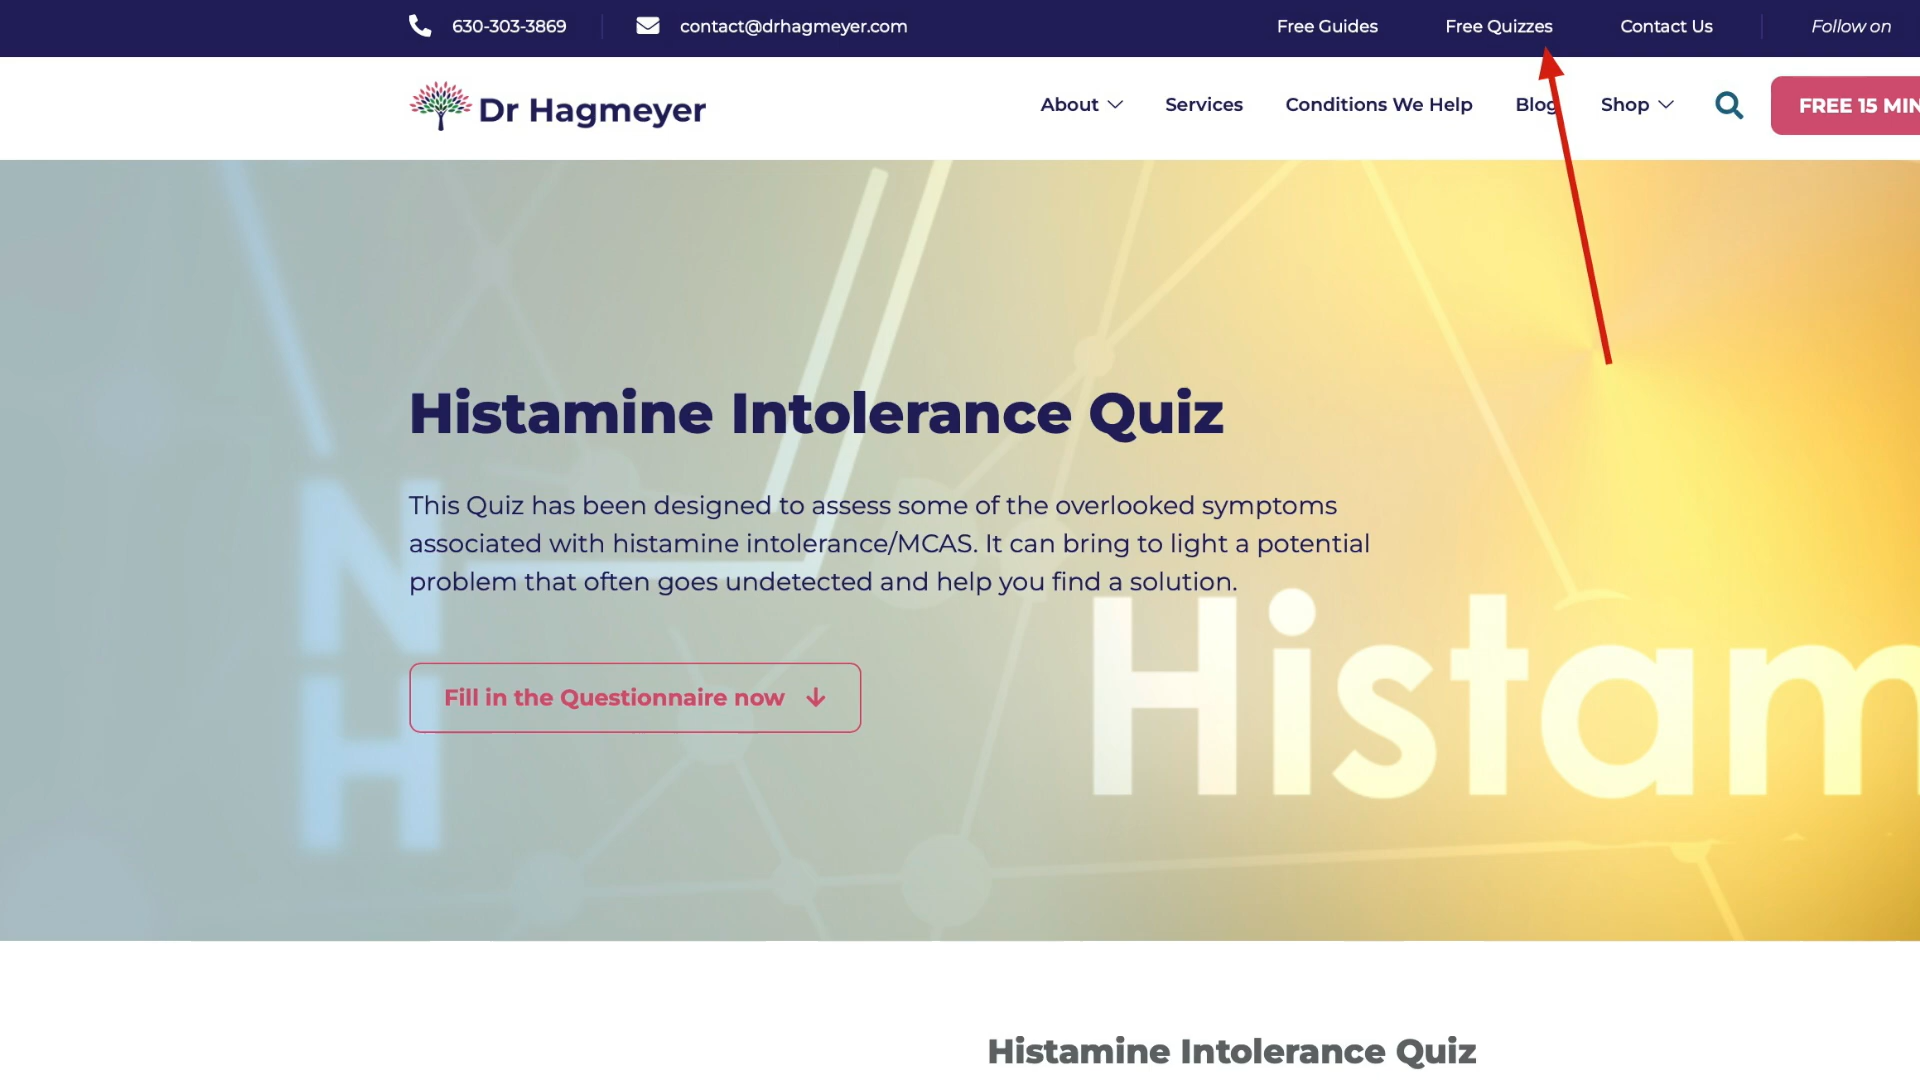 630-303-3869 contact@drhagmeyer.com Free Guides Free Quizzes Contact Us Follow on
Dr Hagmeyer About Services Conditions We Help Blog Shop FREE 15 MIN
Histamine Intolerance Quiz
This Quiz has been designed to assess some of the overlooked symptoms
associated with histamine intolerance/MCAS. It can bring to light a potential
problem that often goes undetected and help you find a solution.
N
H
Histam
Fill in the Questionnaire now
Histamine Intolerance Quiz